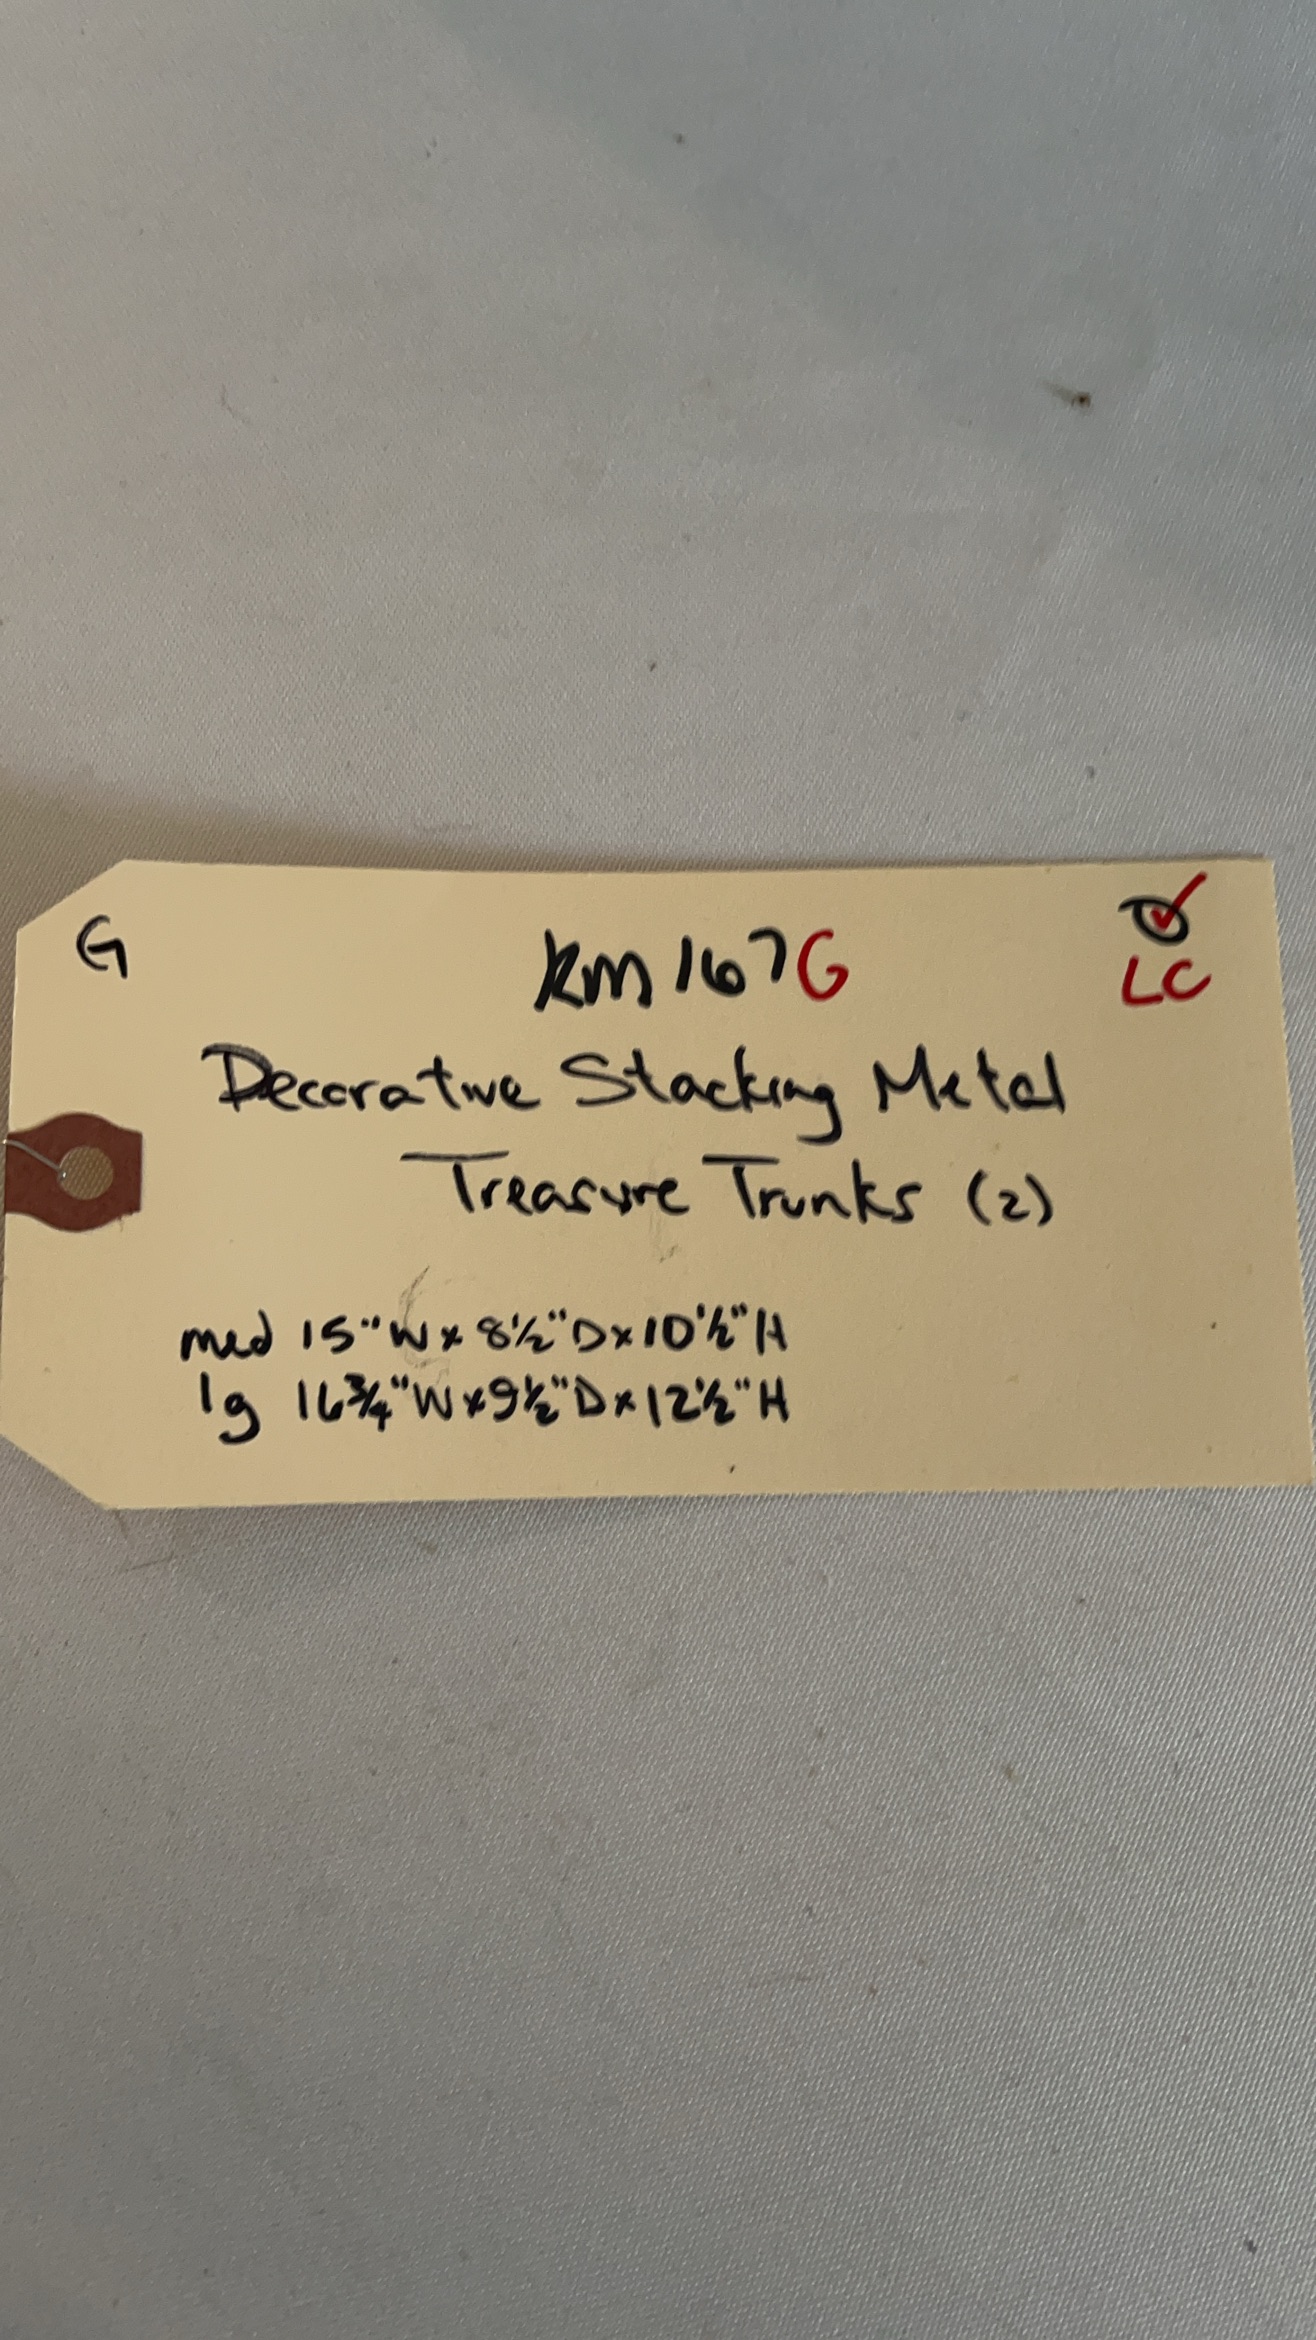 G
KM167G
LC
Decorative Stacking Metal
Treasure Trunks (2)
med 15"W x 8½"D x 10½"H
lg 16¾"W x 9½"D x 12½"H